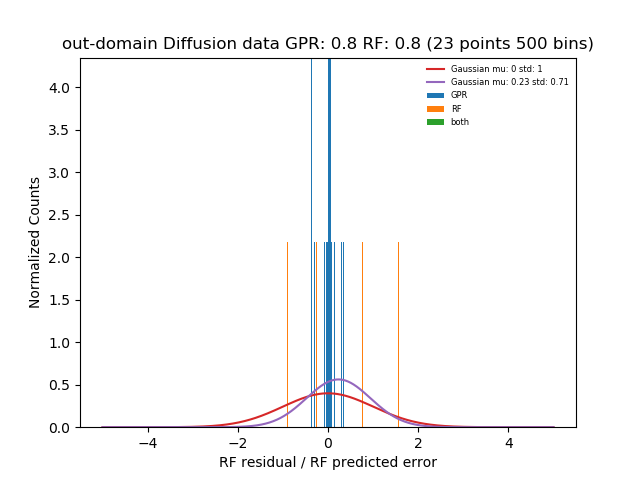 out-domain Diffusion data GPR: 0.8 RF: 0.8 (23 points 500 bins)
Gaussian mu: 0 std: 1
Gaussian mu: 0.23 std: 0.71
GPR
RF
both
Normalized Counts
4.0
3.5
3.0
2.5
2.0
1.5
1.0
0.5
0.0
−4
−2
0
2
4
RF residual / RF predicted error